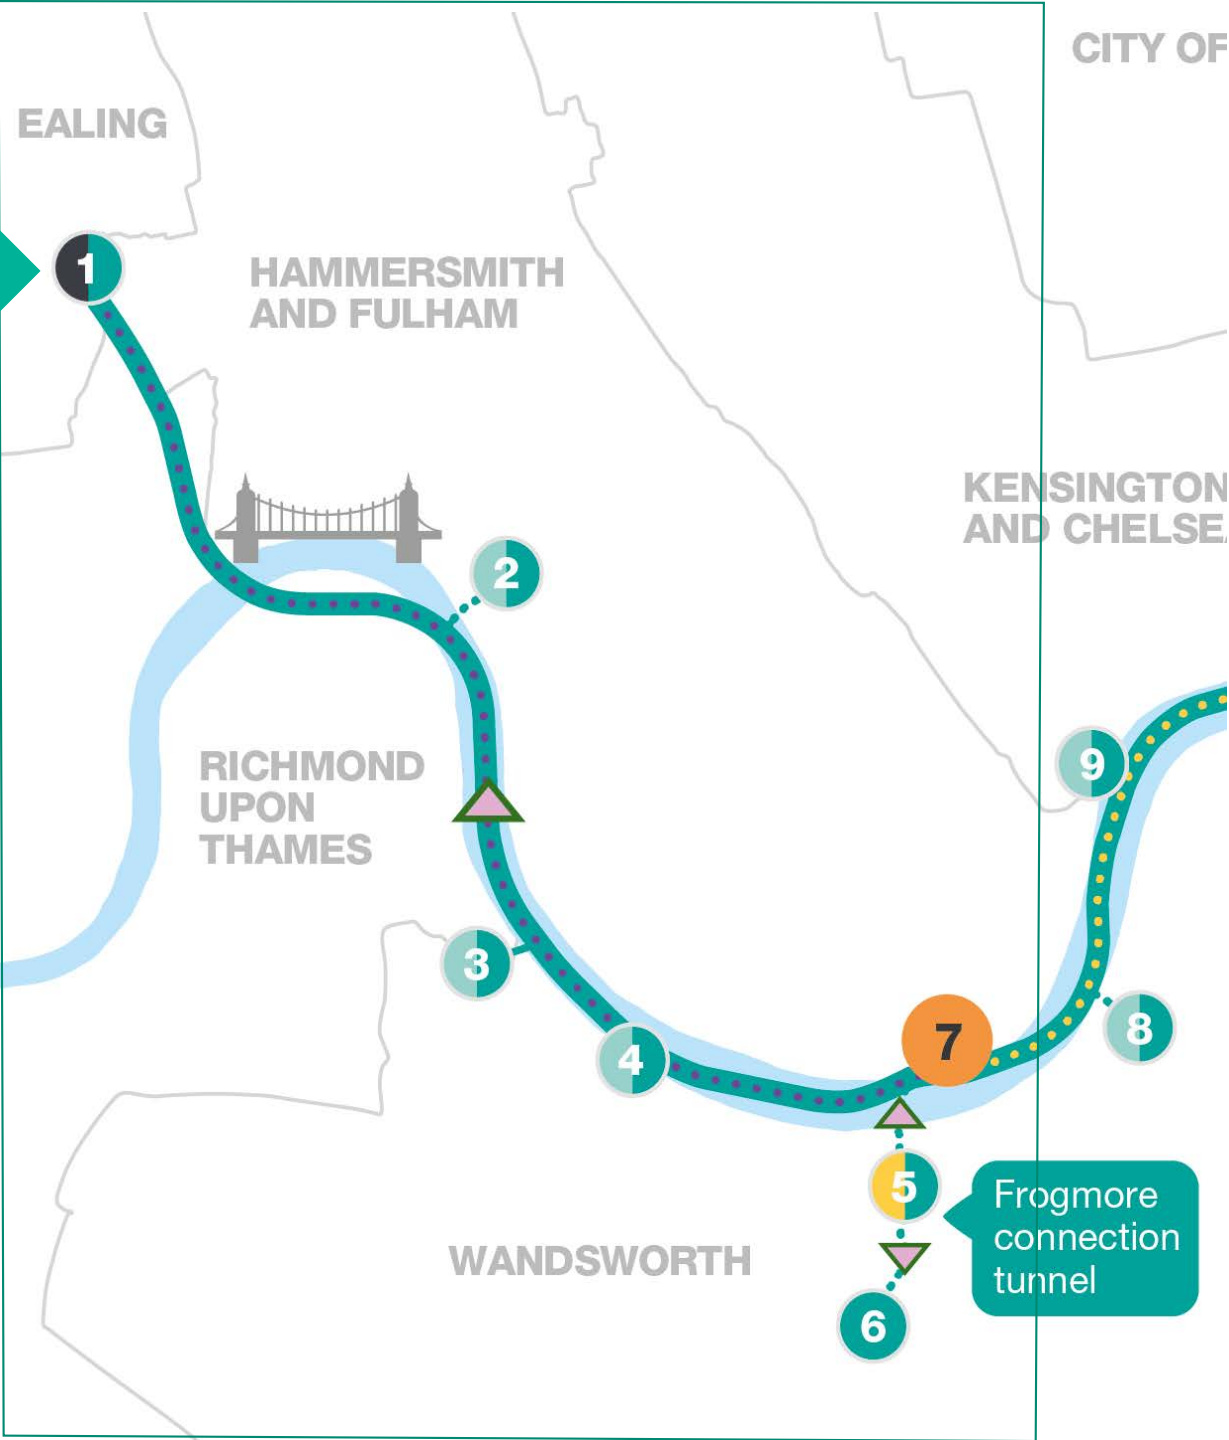 CITY OF
EALING
1
HAMMERSMITH
AND FULHAM
KENSINGTON
AND CHELSEA
2
RICHMOND
UPON
THAMES
9
3
4
7
8
5
Frogmore
connection
tunnel
WANDSWORTH
6